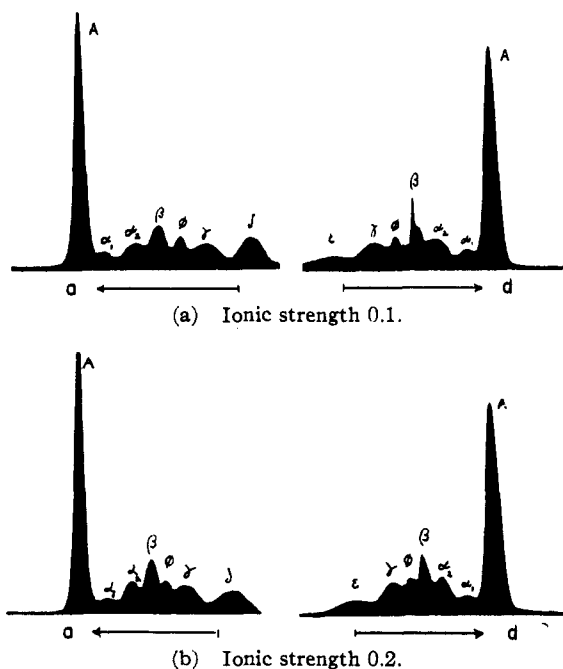 A
α₁ α₂ β ø γ δ
ε γ ø β α₂ α₁
A
a d
(a) Ionic strength 0.1.
A
α₁ α₂ β ø γ δ
ε γ ø β α₂ α₁
A
a d
(b) Ionic strength 0.2.